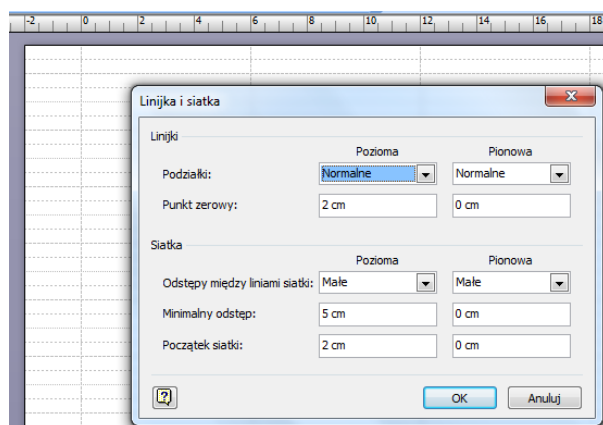 -2 0 2 4 6 8 10 12 14 16 18
Linijka i siatka
Linijki
Pozioma Pionowa
Podziałki: Normalne Normalne
Punkt zerowy: 2 cm 0 cm
Siatka
Pozioma Pionowa
Odstępy między liniami siatki: Małe Małe
Minimalny odstęp: 5 cm 0 cm
Początek siatki: 2 cm 0 cm
OK Anuluj